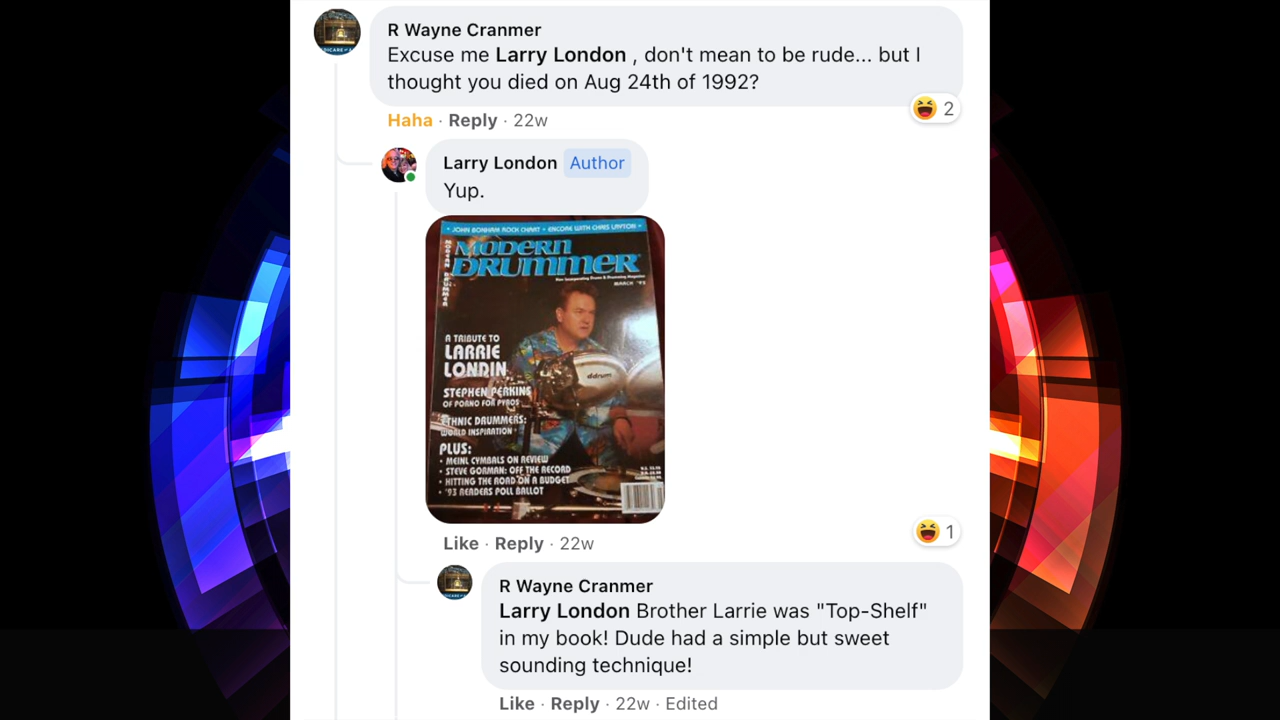 R Wayne Cranmer
Excuse me Larry London , don't mean to be rude... but I
thought you died on Aug 24th of 1992?
2
Haha · Reply · 22w
Larry London Author
Yup.
• JOHN BONHAM ROCK CHART • ENCORE WITH CHRIS LAYTON •
MODERN DRUMMER
MODERN
DRUMMER
MARCH '93
A TRIBUTE TO
LARRIE
LONDIN
ddrum
STEPHEN PERKINS
OF PORNO FOR PYROS
ETHNIC DRUMMERS:
WORLD INSPIRATION
PLUS:
• MEINL CYMBALS ON REVIEW
• STEVE GORMAN: OFF THE RECORD
• HITTING THE ROAD ON A BUDGET
• '93 READERS POLL BALLOT
1
Like · Reply · 22w
R Wayne Cranmer
Larry London Brother Larrie was "Top-Shelf"
in my book! Dude had a simple but sweet
sounding technique!
Like · Reply · 22w · Edited